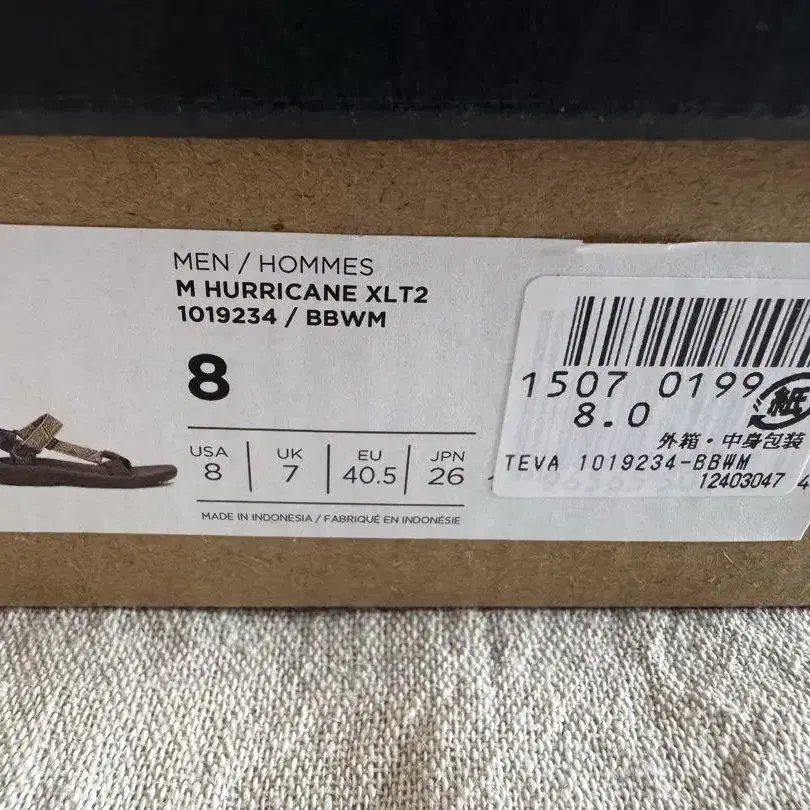 MEN / HOMMES
M HURRICANE XLT2
1019234 / BBWM
8
USA
8
UK
7
EU
40.5
JPN
26
MADE IN INDONESIA / FABRIQUÉ EN INDONÉSIE
1507 0199
8.0
紙
外箱・中身包装
TEVA 1019234-BBWM
12403047 4